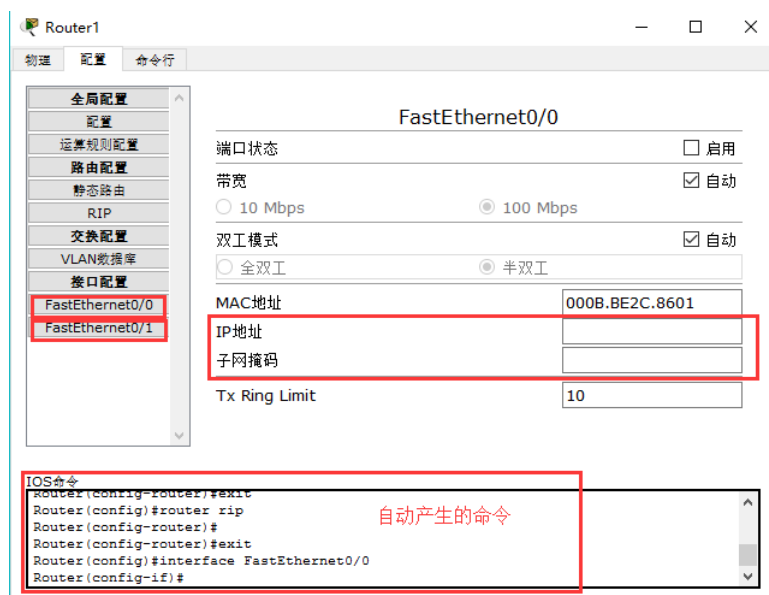 Router1
物理 配置 命令行
全局配置
配置
运算规则配置
路由配置
静态路由
RIP
交换配置
VLAN数据库
接口配置
FastEthernet0/0
FastEthernet0/1
FastEthernet0/0
端口状态 启用
带宽 自动
10 Mbps 100 Mbps
双工模式 自动
全双工 半双工
MAC地址 000B.BE2C.8601
IP地址
子网掩码
Tx Ring Limit 10
IOS命令
Router(config-router)#exit
Router(config)#router rip
Router(config-router)#
Router(config-router)#exit
Router(config)#interface FastEthernet0/0
Router(config-if)#
自动产生的命令